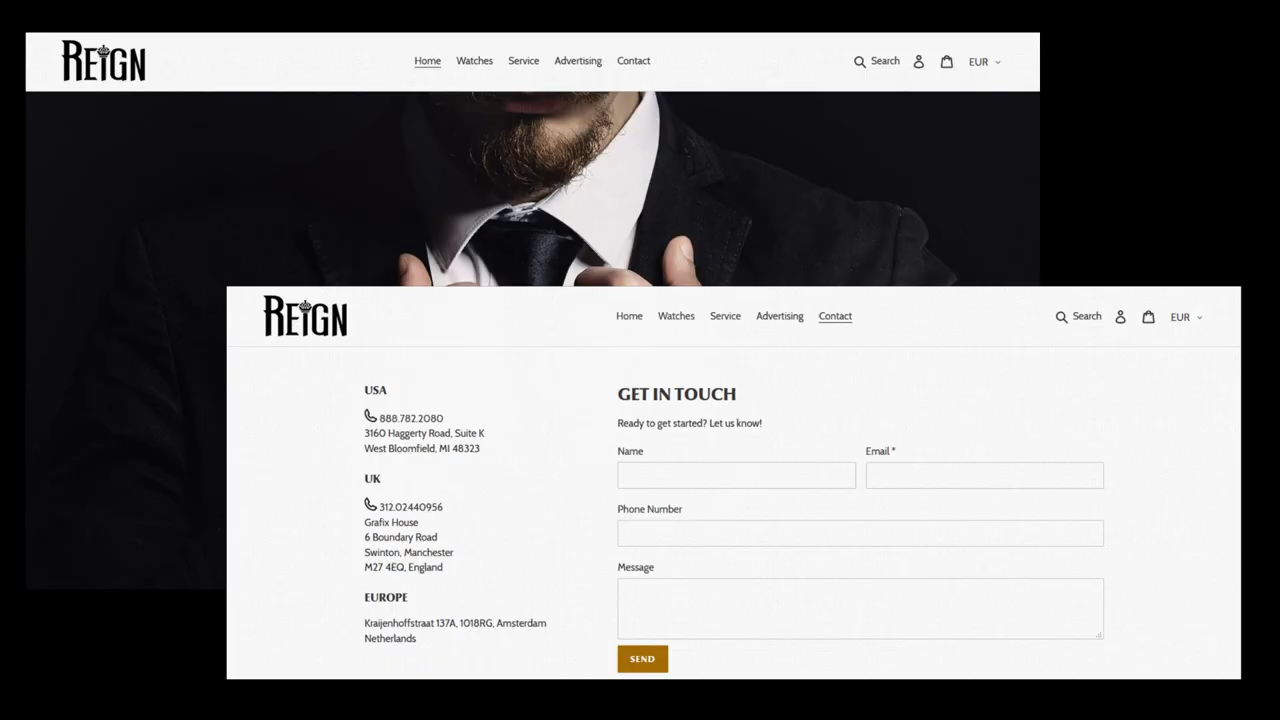 REIGN
Home Watches Service Advertising Contact
Search EUR
REIGN
Home Watches Service Advertising Contact
Search EUR
USA
888.782.2080
3160 Haggerty Road, Suite K
West Bloomfield, MI 48323
UK
312.02440956
Grafix House
6 Boundary Road
Swinton, Manchester
M27 4EQ, England
EUROPE
Kraijenhoffstraat 137A, 1018RG, Amsterdam
Netherlands
GET IN TOUCH
Ready to get started? Let us know!
Name Email *
Phone Number
Message
SEND